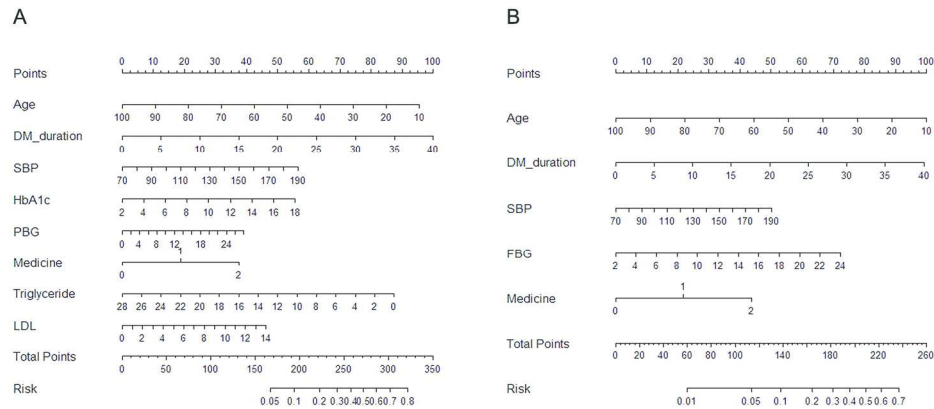 A
Points
0 10 20 30 40 50 60 70 80 90 100
Age
100 90 80 70 60 50 40 30 20 10
DM_duration
0 5 10 15 20 25 30 35 40
SBP
70 90 110 130 150 170 190
HbA1c
2 4 6 8 10 12 14 16 18
PBG
0 4 8 12 18 24
Medicine
1
0 2
Triglyceride
28 26 24 22 20 18 16 14 12 10 8 6 4 2 0
LDL
0 2 4 6 8 10 12 14
Total Points
0 50 100 150 200 250 300 350
Risk
0.05 0.1 0.2 0.30.40.50.60.7 0.8
B
Points
0 10 20 30 40 50 60 70 80 90 100
Age
100 90 80 70 60 50 40 30 20 10
DM_duration
0 5 10 15 20 25 30 35 40
SBP
70 90 110 130 150 170 190
FBG
2 4 6 8 10 12 14 16 18 20 22 24
Medicine
1
0 2
Total Points
0 20 40 60 80 100 140 180 220 260
Risk
0.01 0.05 0.1 0.2 0.3 0.4 0.5 0.6 0.7